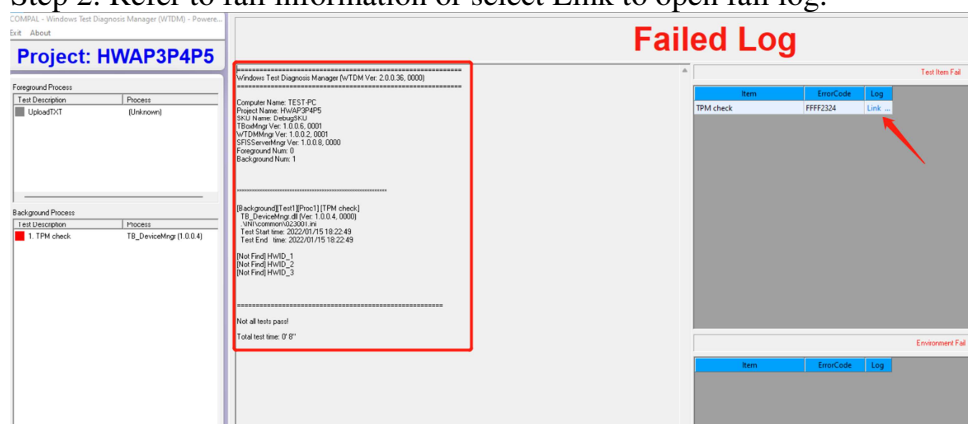 Step 2. Refer to fail information or select Link to open fail log.
COMPAL - Windows Test Diagnosis Manager (WTDM) - Powere...
Exit About
Project: HWAP3P4P5
Foreground Process
Test Description Process
UploadTXT (Unknown)
Background Process
Test Description Process
1. TPM check TB_DeviceMngr (1.0.0.4)
Failed Log
==========================================================
Windows Test Diagnosis Manager (WTDM Ver: 2.0.0.36, 0000)
==========================================================
Computer Name: TEST-PC
Project Name: HWAP3P4P5
SKU Name: DebugSKU
TBoxMngr Ver: 1.0.0.6, 0001
WTDMMngr Ver: 1.0.0.2, 0001
SFISServerMngr Ver: 1.0.0.8, 0000
Foreground Num: 0
Background Num: 1
[Background][Test1][Proc1] [TPM check]
TB_DeviceMngr.dll (Ver: 1.0.0.4, 0000)
.\INI\common\023001.ini
Test Start time: 2022/01/15 18:22:49
Test End time: 2022/01/15 18:22:49
[Not Find] HWID_1
[Not Find] HWID_2
[Not Find] HWID_3
==========================================================
Not all tests pass!
Total test time: 0' 8"
Test Item Fail
Item ErrorCode Log
TPM check FFFF2324 Link ...
Environment Fail
Item ErrorCode Log